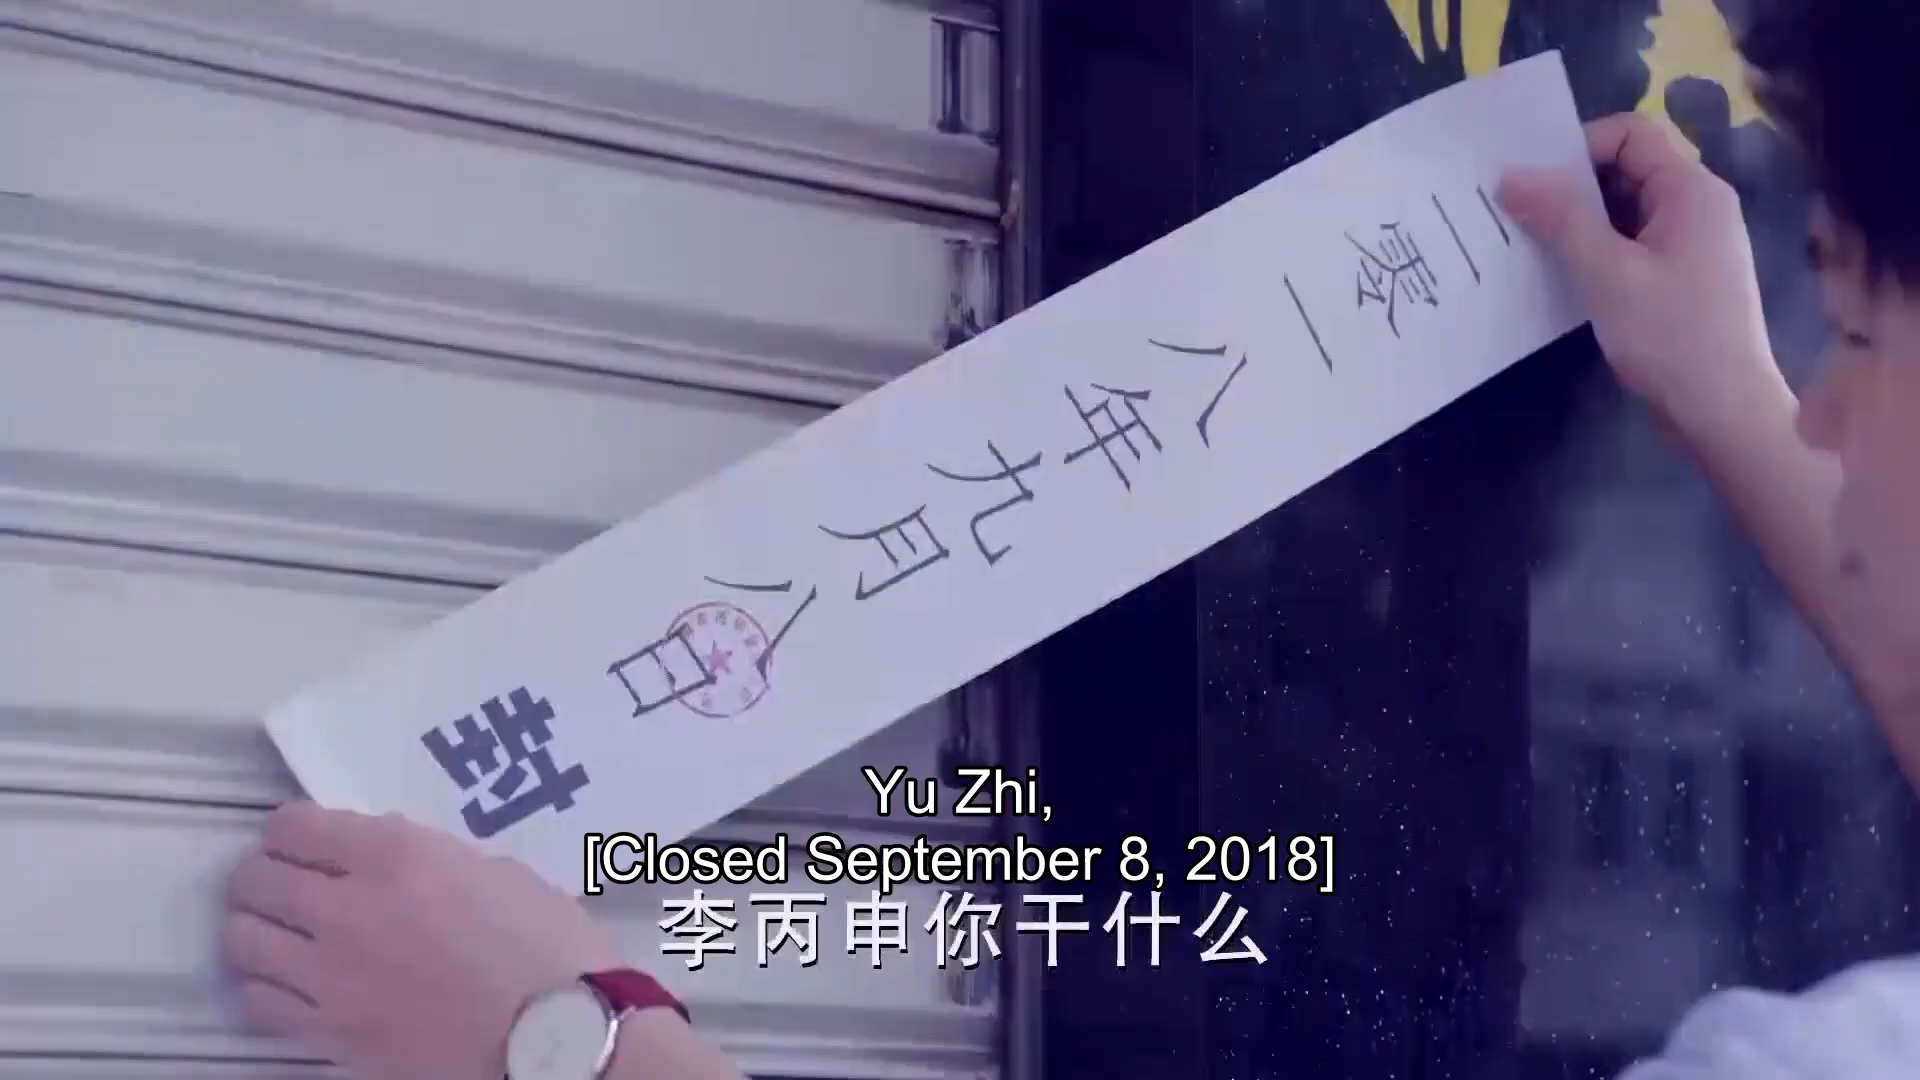 二零一八年九月八日
封
Yu Zhi,
[Closed September 8, 2018]
李丙申你干什么